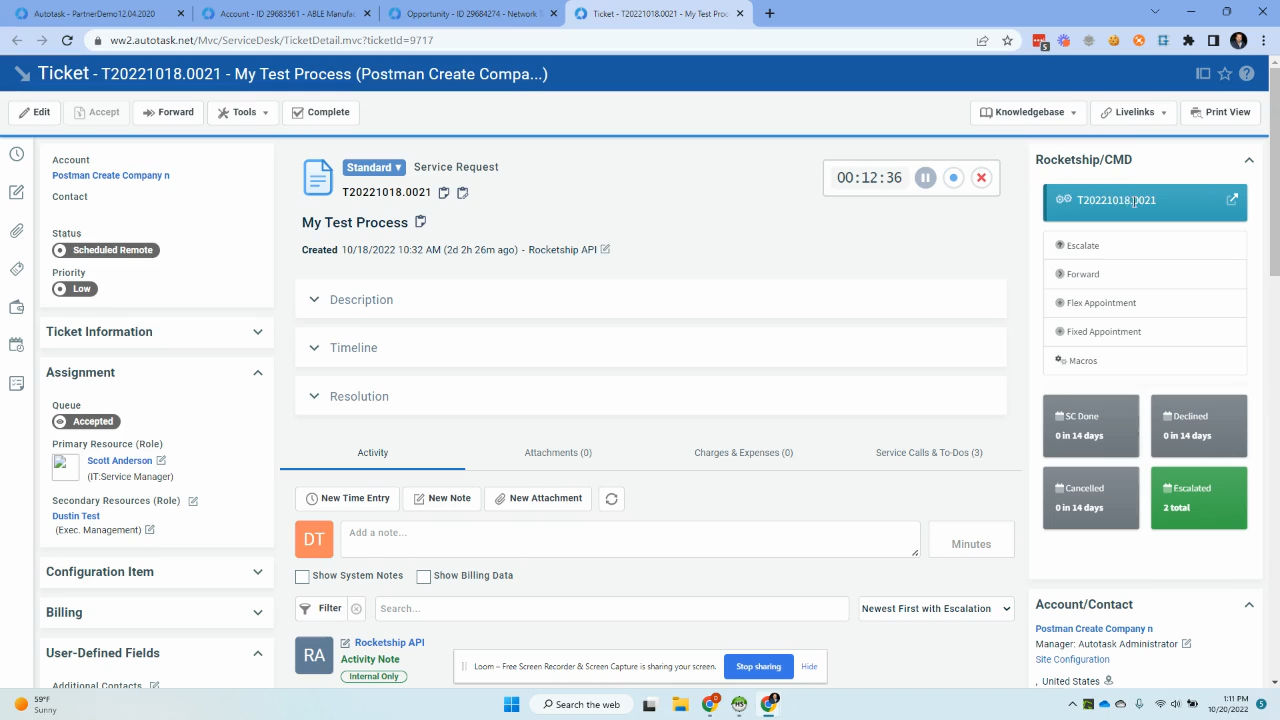 Autotask - PartnerDemo12.04.2020
Account - ID 29683561 - ABLE Manufac
Opportunity - ID 29684274 - Network
Ticket - T20221018.0021 - My Test Proc
ww2.autotask.net/Mvc/ServiceDesk/TicketDetail.mvc?ticketId=9717
5
Ticket - T20221018.0021 - My Test Process (Postman Create Compa...)
Edit
Accept
Forward
Tools
Complete
Knowledgebase
Livelinks
Print View
Account
Postman Create Company n
Contact
Status
Scheduled Remote
Priority
Low
Ticket Information
Assignment
Queue
Accepted
Primary Resource (Role)
Scott Anderson
(IT:Service Manager)
Secondary Resources (Role)
Dustin Test
(Exec. Management)
Configuration Item
Billing
User-Defined Fields
Additional Contacts
Standard
Service Request
T20221018.0021
My Test Process
Created 10/18/2022 10:32 AM (2d 2h 26m ago) - Rocketship API
00:12:36
Description
Timeline
Resolution
Activity
Attachments (0)
Charges & Expenses (0)
Service Calls & To-Dos (3)
New Time Entry
New Note
New Attachment
DT
Add a note...
Minutes
Show System Notes
Show Billing Data
Filter
Search...
Newest First with Escalation
RA
Rocketship API
Activity Note
Internal Only
Loom – Free Screen Recorder & Screen Capture is sharing your screen.
Stop sharing
Hide
Rocketship/CMD
T20221018.0021
Escalate
Forward
Flex Appointment
Fixed Appointment
Macros
SC Done
0 in 14 days
Declined
0 in 14 days
Cancelled
0 in 14 days
Escalated
2 total
Account/Contact
Postman Create Company n
Manager: Autotask Administrator
Site Configuration
, United States
59°F
Sunny
Search the web
1:11 PM
10/20/2022
5